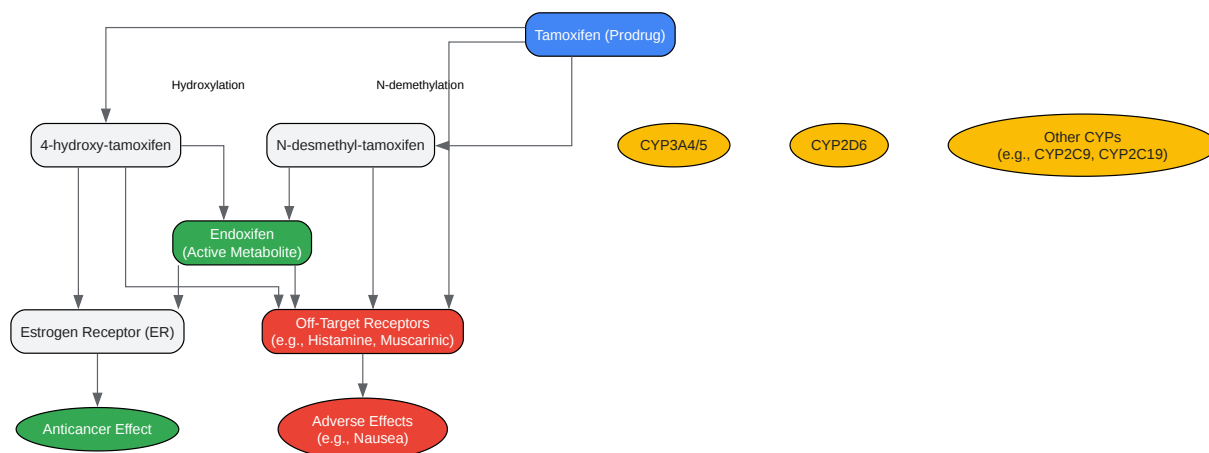 Tamoxifen (Prodrug)
Hydroxylation
N-demethylation
4-hydroxy-tamoxifen
N-desmethyl-tamoxifen
CYP3A4/5
CYP2D6
Other CYPs
(e.g., CYP2C9, CYP2C19)
Endoxifen
(Active Metabolite)
Estrogen Receptor (ER)
Off-Target Receptors
(e.g., Histamine, Muscarinic)
Anticancer Effect
Adverse Effects
(e.g., Nausea)